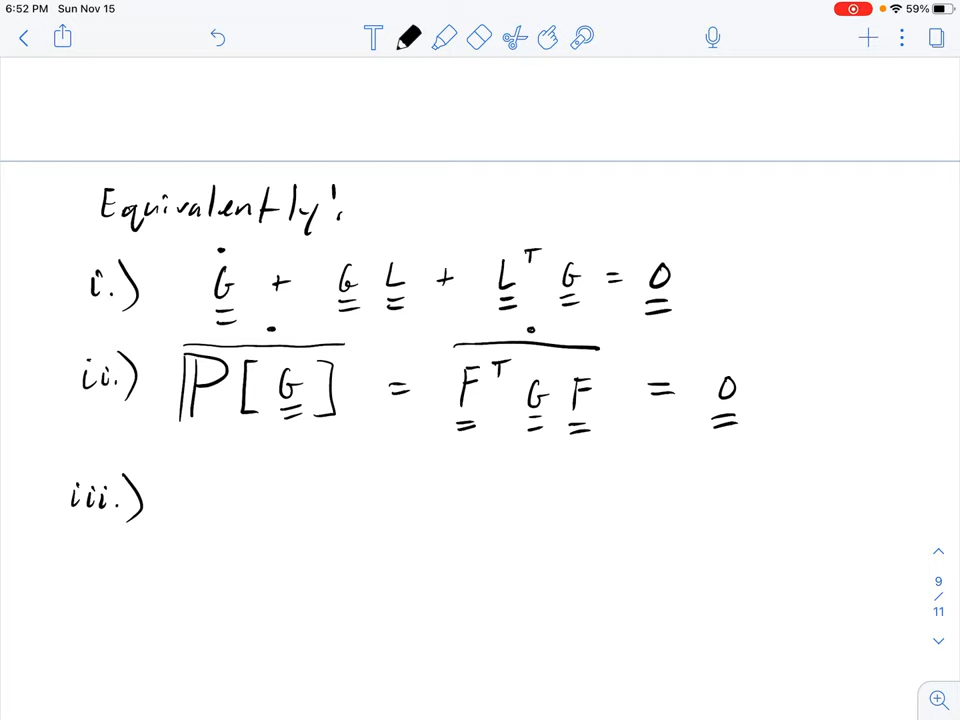 6:52 PM Sun Nov 15 59%
T
Equivalently:
i.) Ġ + G L + Lᵀ G = 0
ii.) ℙ[G] = Fᵀ G F = 0
iii.)
9
/
11